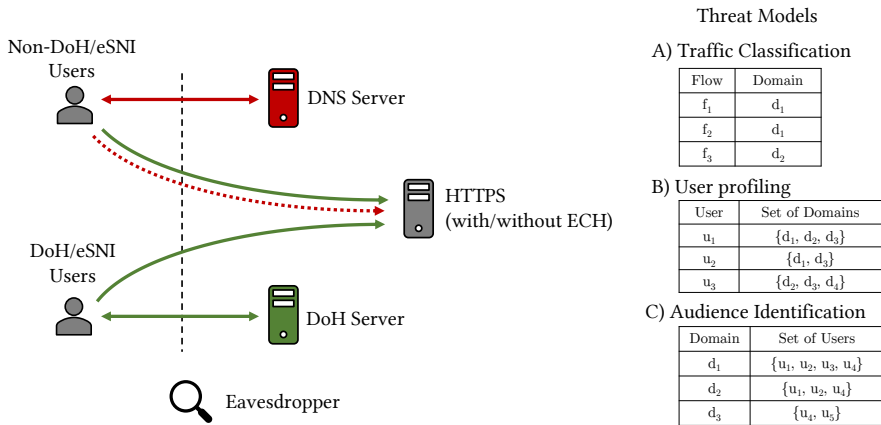 Non-DoH/eSNI
Users
DNS Server
HTTPS
(with/without ECH)
DoH/eSNI
Users
DoH Server
Eavesdropper
Threat Models
A) Traffic Classification
Flow Domain
f₁ d₁
f₂ d₁
f₃ d₂
B) User profiling
User Set of Domains
u₁ {d₁, d₂, d₃}
u₂ {d₁, d₃}
u₃ {d₂, d₃, d₄}
C) Audience Identification
Domain Set of Users
d₁ {u₁, u₂, u₃, u₄}
d₂ {u₁, u₂, u₄}
d₃ {u₄, u₅}